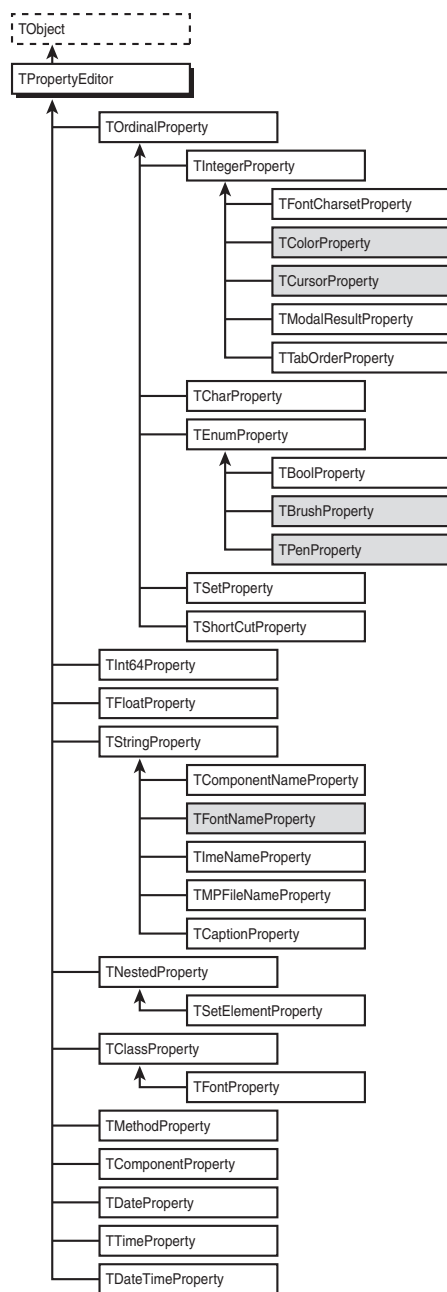 TObject
TPropertyEditor
TOrdinalProperty
TIntegerProperty
TFontCharsetProperty
TColorProperty
TCursorProperty
TModalResultProperty
TTabOrderProperty
TCharProperty
TEnumProperty
TBoolProperty
TBrushProperty
TPenProperty
TSetProperty
TShortCutProperty
TInt64Property
TFloatProperty
TStringProperty
TComponentNameProperty
TFontNameProperty
TImeNameProperty
TMPFileNameProperty
TCaptionProperty
TNestedProperty
TSetElementProperty
TClassProperty
TFontProperty
TMethodProperty
TComponentProperty
TDateProperty
TTimeProperty
TDateTimeProperty